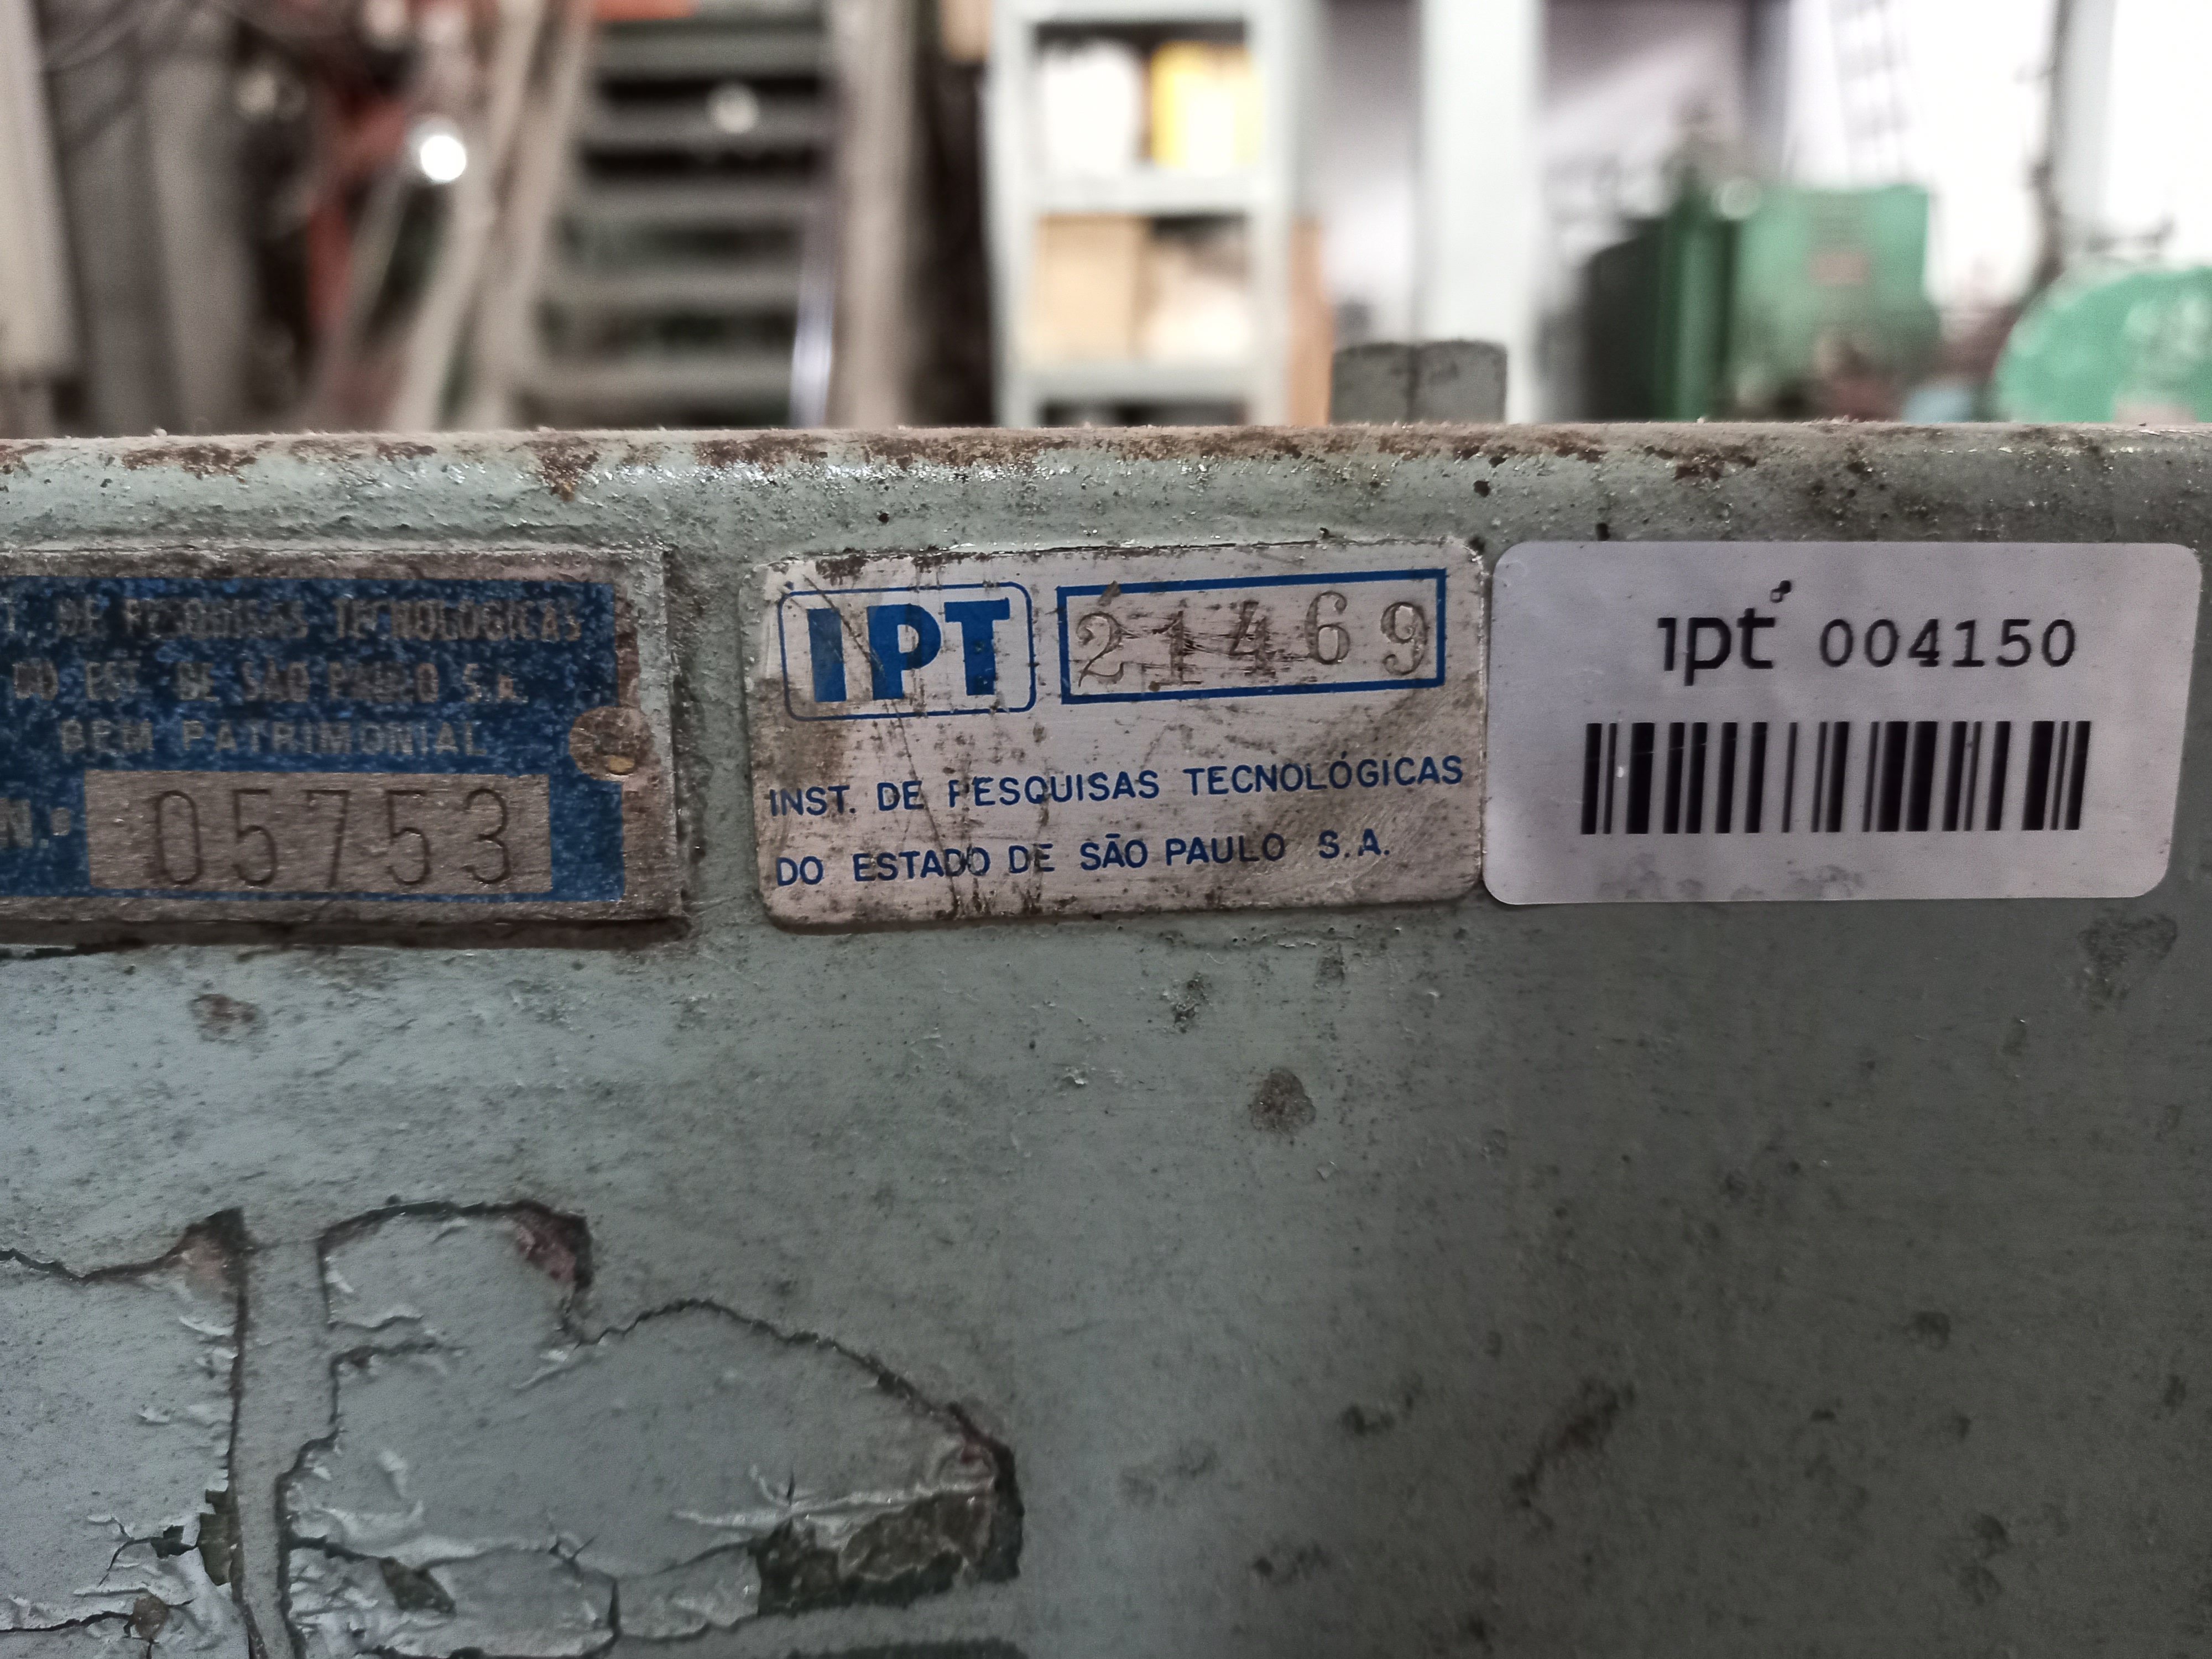 T. DE PESQUISAS TECNOLÓGICAS
DO EST. DE SÃO PAULO S.A.
BEM PATRIMONIAL
N.: 05753
IPT 21469
INST. DE PESQUISAS TECNOLÓGICAS
DO ESTADO DE SÃO PAULO S.A.
ipt 004150